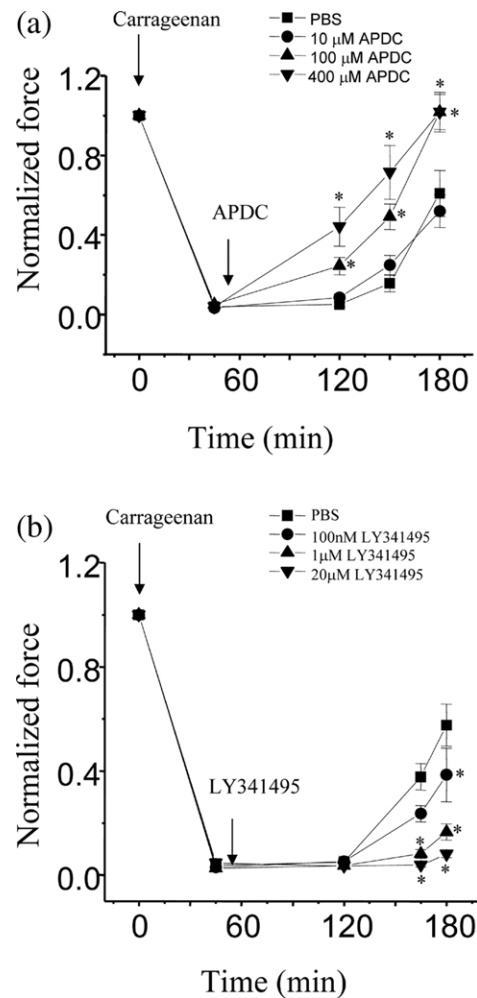 (a)
Carrageenan
PBS
10 μM APDC
100 μM APDC
400 μM APDC
1.2
0.8
0.4
0.0
Normalized force
APDC
* * * * * *
0 60 120 180
Time (min)
(b)
Carrageenan
PBS
100nM LY341495
1μM LY341495
20μM LY341495
1.2
0.8
0.4
0.0
Normalized force
LY341495
* * * * *
0 60 120 180
Time (min)